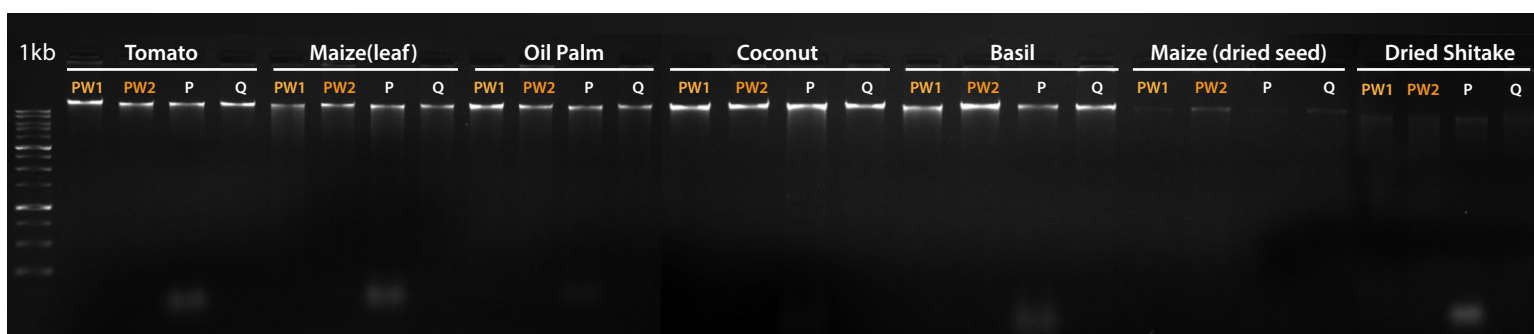 1kb Tomato Maize(leaf) Oil Palm Coconut Basil Maize (dried seed) Dried Shitake
PW1 PW2 P Q PW1 PW2 P Q PW1 PW2 P Q PW1 PW2 P Q PW1 PW2 P Q PW1 PW2 P Q PW1 PW2 P Q